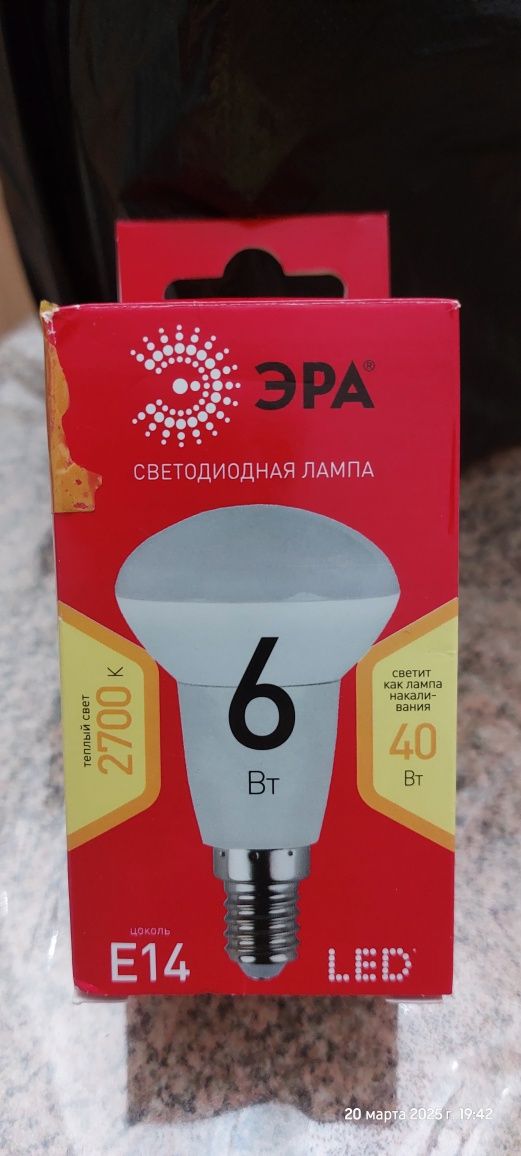 ЭРА®
СВЕТОДИОДНАЯ ЛАМПА
6
Вт
теплый свет
2700 К
светит
как лампа
накали-
вания
40
Вт
цоколь
E14
LED
20 марта 2025 г. 19:42